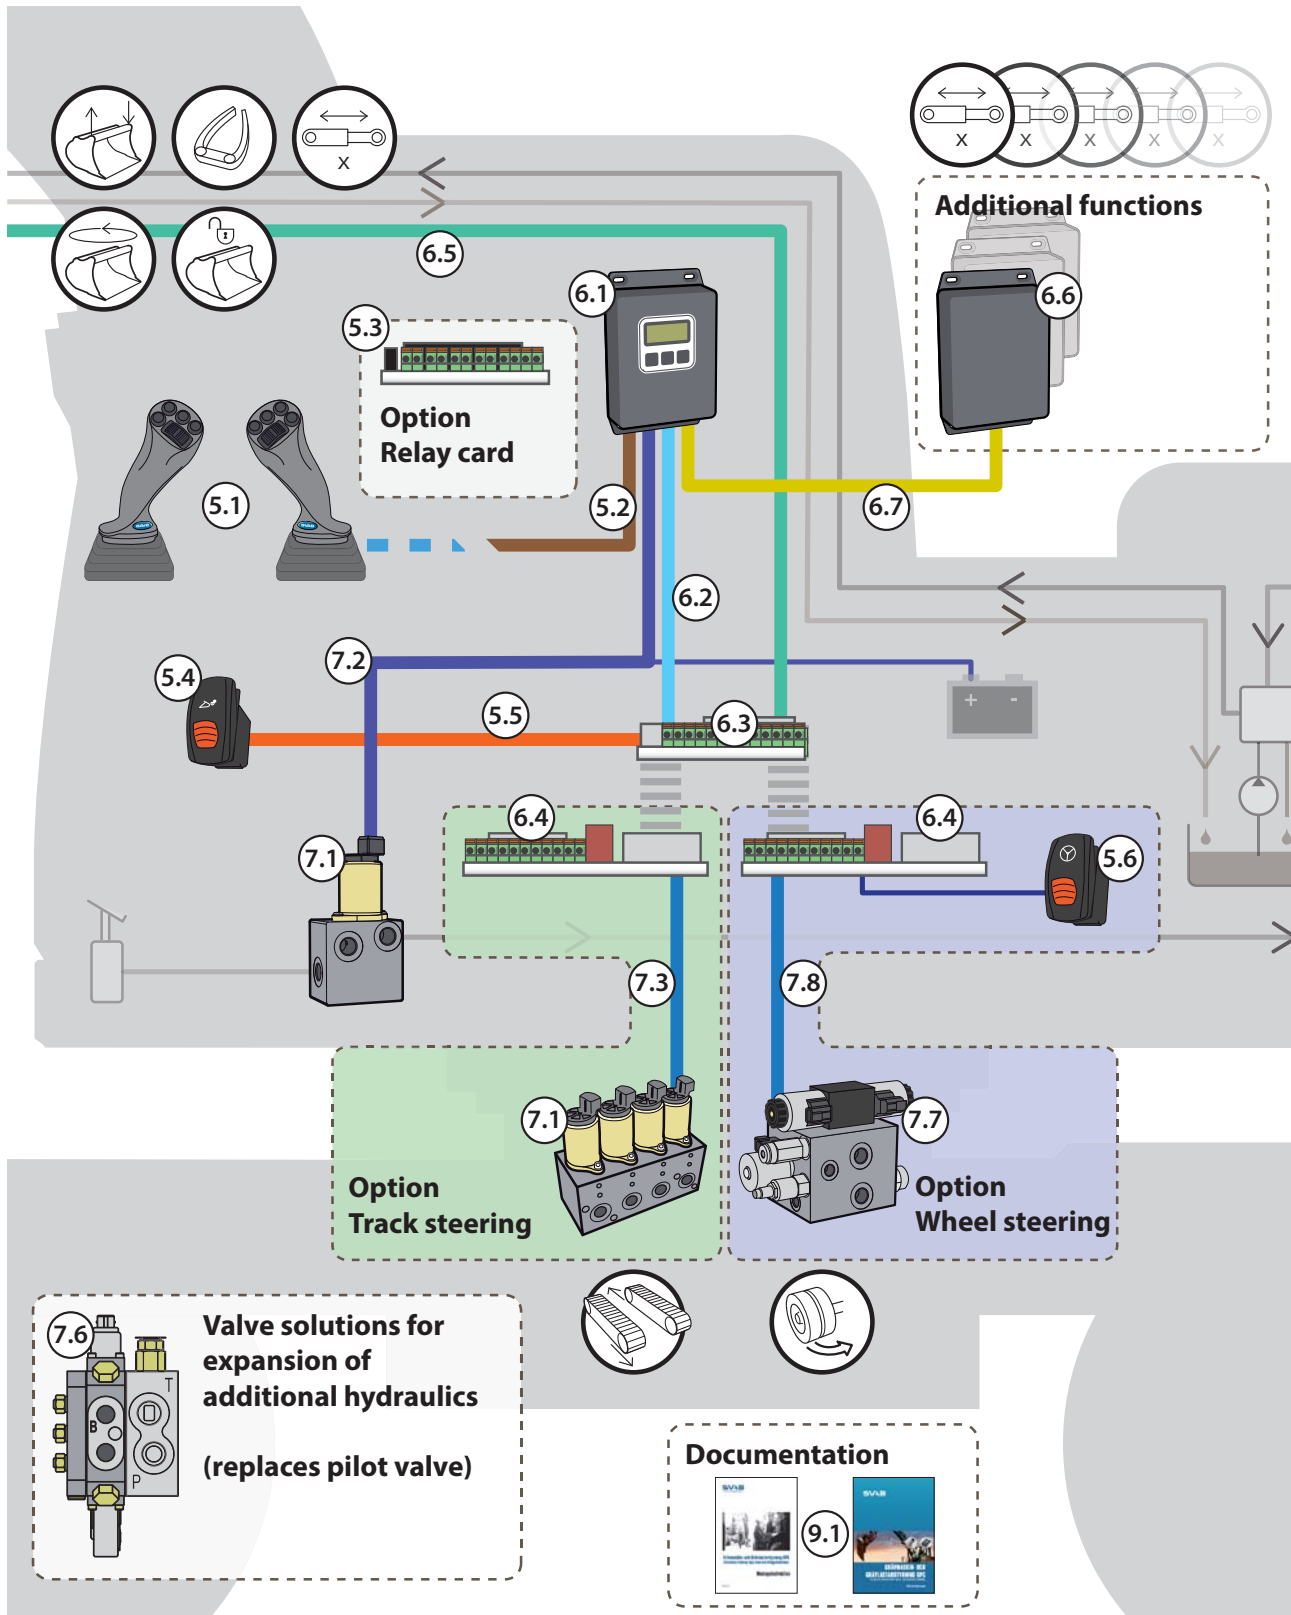 X
X
X
X
X
X
Additional functions
6.5
6.1
6.6
5.3
Option
Relay card
5.1
5.2
6.7
6.2
7.2
5.4
5.5
6.3
+ -
6.4
6.4
7.1
5.6
7.3
7.8
7.1
7.7
Option
Track steering
Option
Wheel steering
7.6
T
B
P
Valve solutions for
expansion of
additional hydraulics
(replaces pilot valve)
Documentation
SVAB
SVAB
9.1